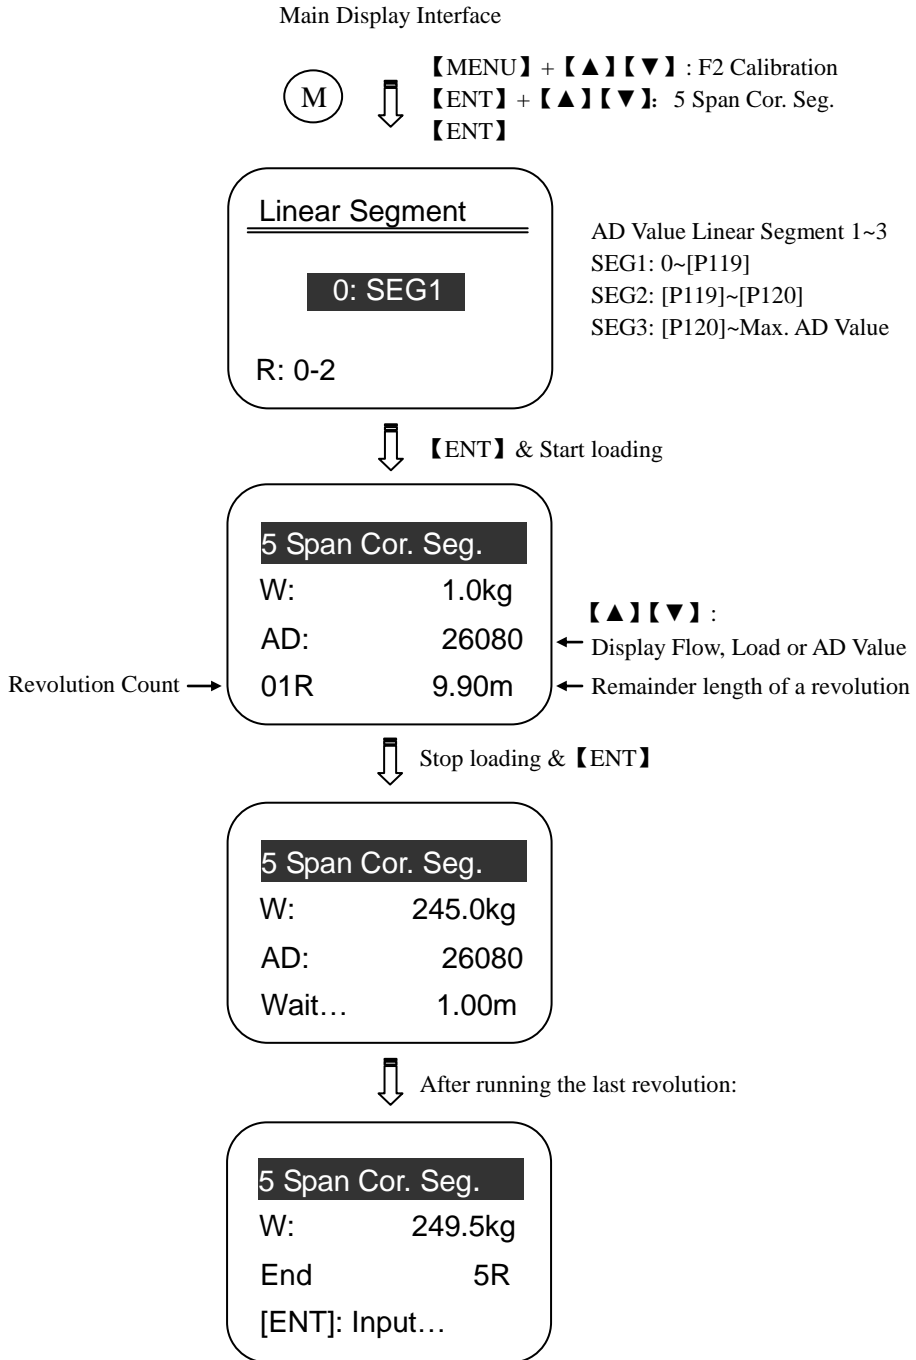 Main Display Interface
M
【MENU】+【▲】【▼】: F2 Calibration
【ENT】+【▲】【▼】：5 Span Cor. Seg.
【ENT】
Linear Segment
0: SEG1
R: 0-2
AD Value Linear Segment 1~3
SEG1: 0~[P119]
SEG2: [P119]~[P120]
SEG3: [P120]~Max. AD Value
【ENT】& Start loading
5 Span Cor. Seg.
W: 1.0kg
AD: 26080
01R 9.90m
Revolution Count
【▲】【▼】:
Display Flow, Load or AD Value
Remainder length of a revolution
Stop loading &【ENT】
5 Span Cor. Seg.
W: 245.0kg
AD: 26080
Wait… 1.00m
After running the last revolution:
5 Span Cor. Seg.
W: 249.5kg
End 5R
[ENT]: Input…